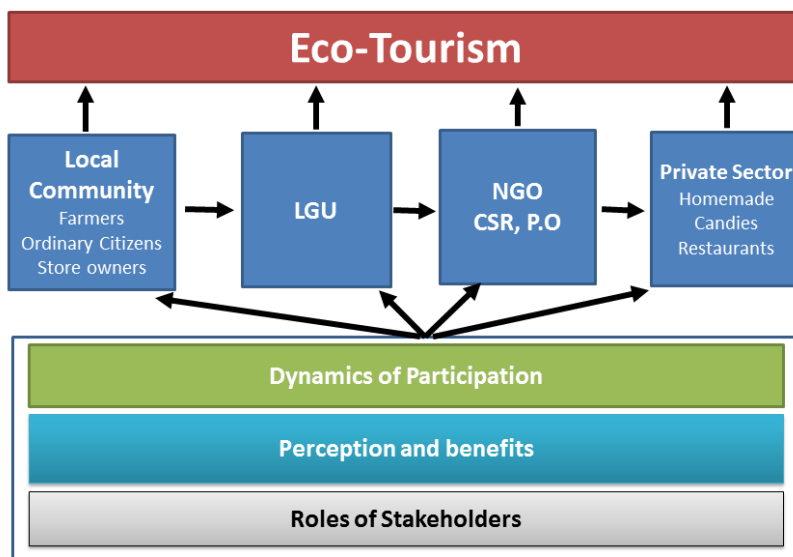 Eco-Tourism
Local
Community
Farmers
Ordinary Citizens
Store owners
LGU
NGO
CSR, P.O
Private Sector
Homemade
Candies
Restaurants
Dynamics of Participation
Perception and benefits
Roles of Stakeholders